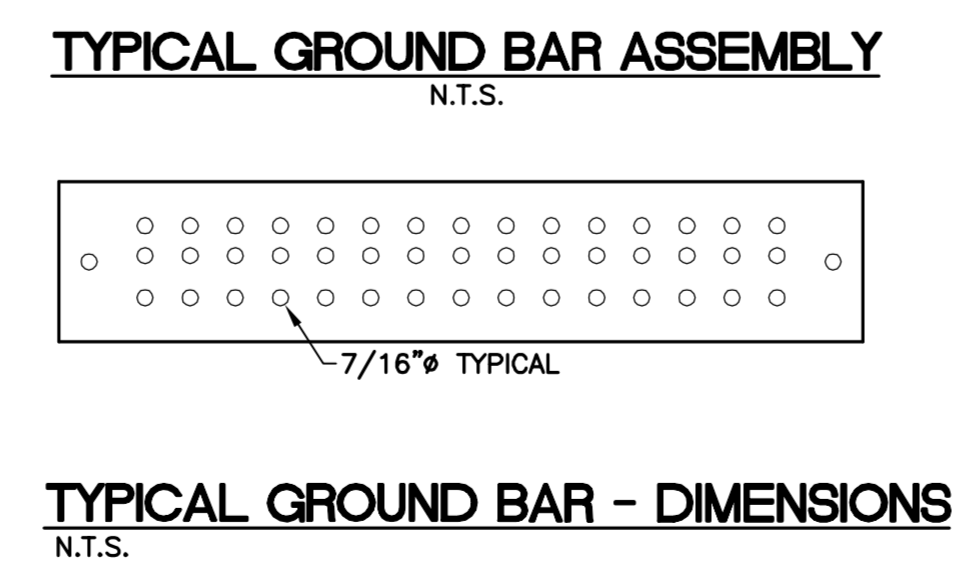 TYPICAL GROUND BAR ASSEMBLY
N.T.S.
7/16"ø TYPICAL
TYPICAL GROUND BAR - DIMENSIONS
N.T.S.